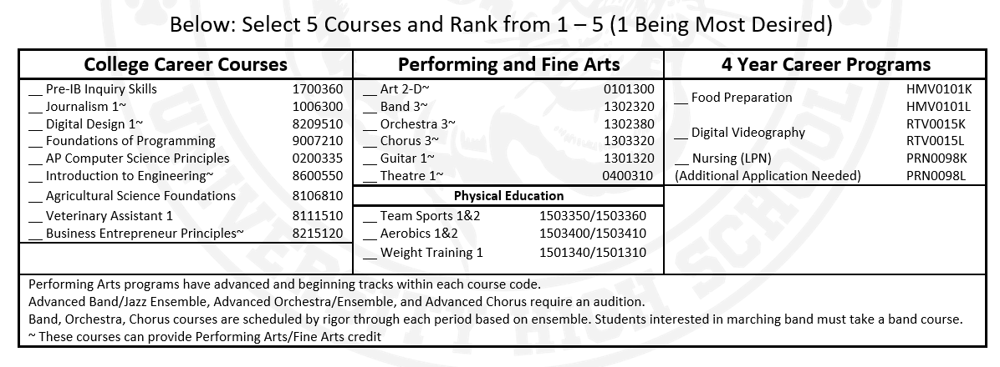 Below: Select 5 Courses and Rank from 1 – 5 (1 Being Most Desired)
College Career Courses
__ Pre-IB Inquiry Skills 1700360
__ Journalism 1~ 1006300
__ Digital Design 1~ 8209510
__ Foundations of Programming 9007210
__ AP Computer Science Principles 0200335
__ Introduction to Engineering~ 8600550
__ Agricultural Science Foundations 8106810
__ Veterinary Assistant 1 8111510
__ Business Entrepreneur Principles~ 8215120
Performing and Fine Arts
__ Art 2-D~ 0101300
__ Band 3~ 1302320
__ Orchestra 3~ 1302380
__ Chorus 3~ 1303320
__ Guitar 1~ 1301320
__ Theatre 1~ 0400310
Physical Education
__ Team Sports 1&2 1503350/1503360
__ Aerobics 1&2 1503400/1503410
__ Weight Training 1 1501340/1501310
4 Year Career Programs
__ Food Preparation HMV0101K
HMV0101L
__ Digital Videography RTV0015K
RTV0015L
__ Nursing (LPN) PRN0098K
(Additional Application Needed) PRN0098L
Performing Arts programs have advanced and beginning tracks within each course code.
Advanced Band/Jazz Ensemble, Advanced Orchestra/Ensemble, and Advanced Chorus require an audition.
Band, Orchestra, Chorus courses are scheduled by rigor through each period based on ensemble. Students interested in marching band must take a band course.
~ These courses can provide Performing Arts/Fine Arts credit
UNIVERSITY HIGH SCHOOL